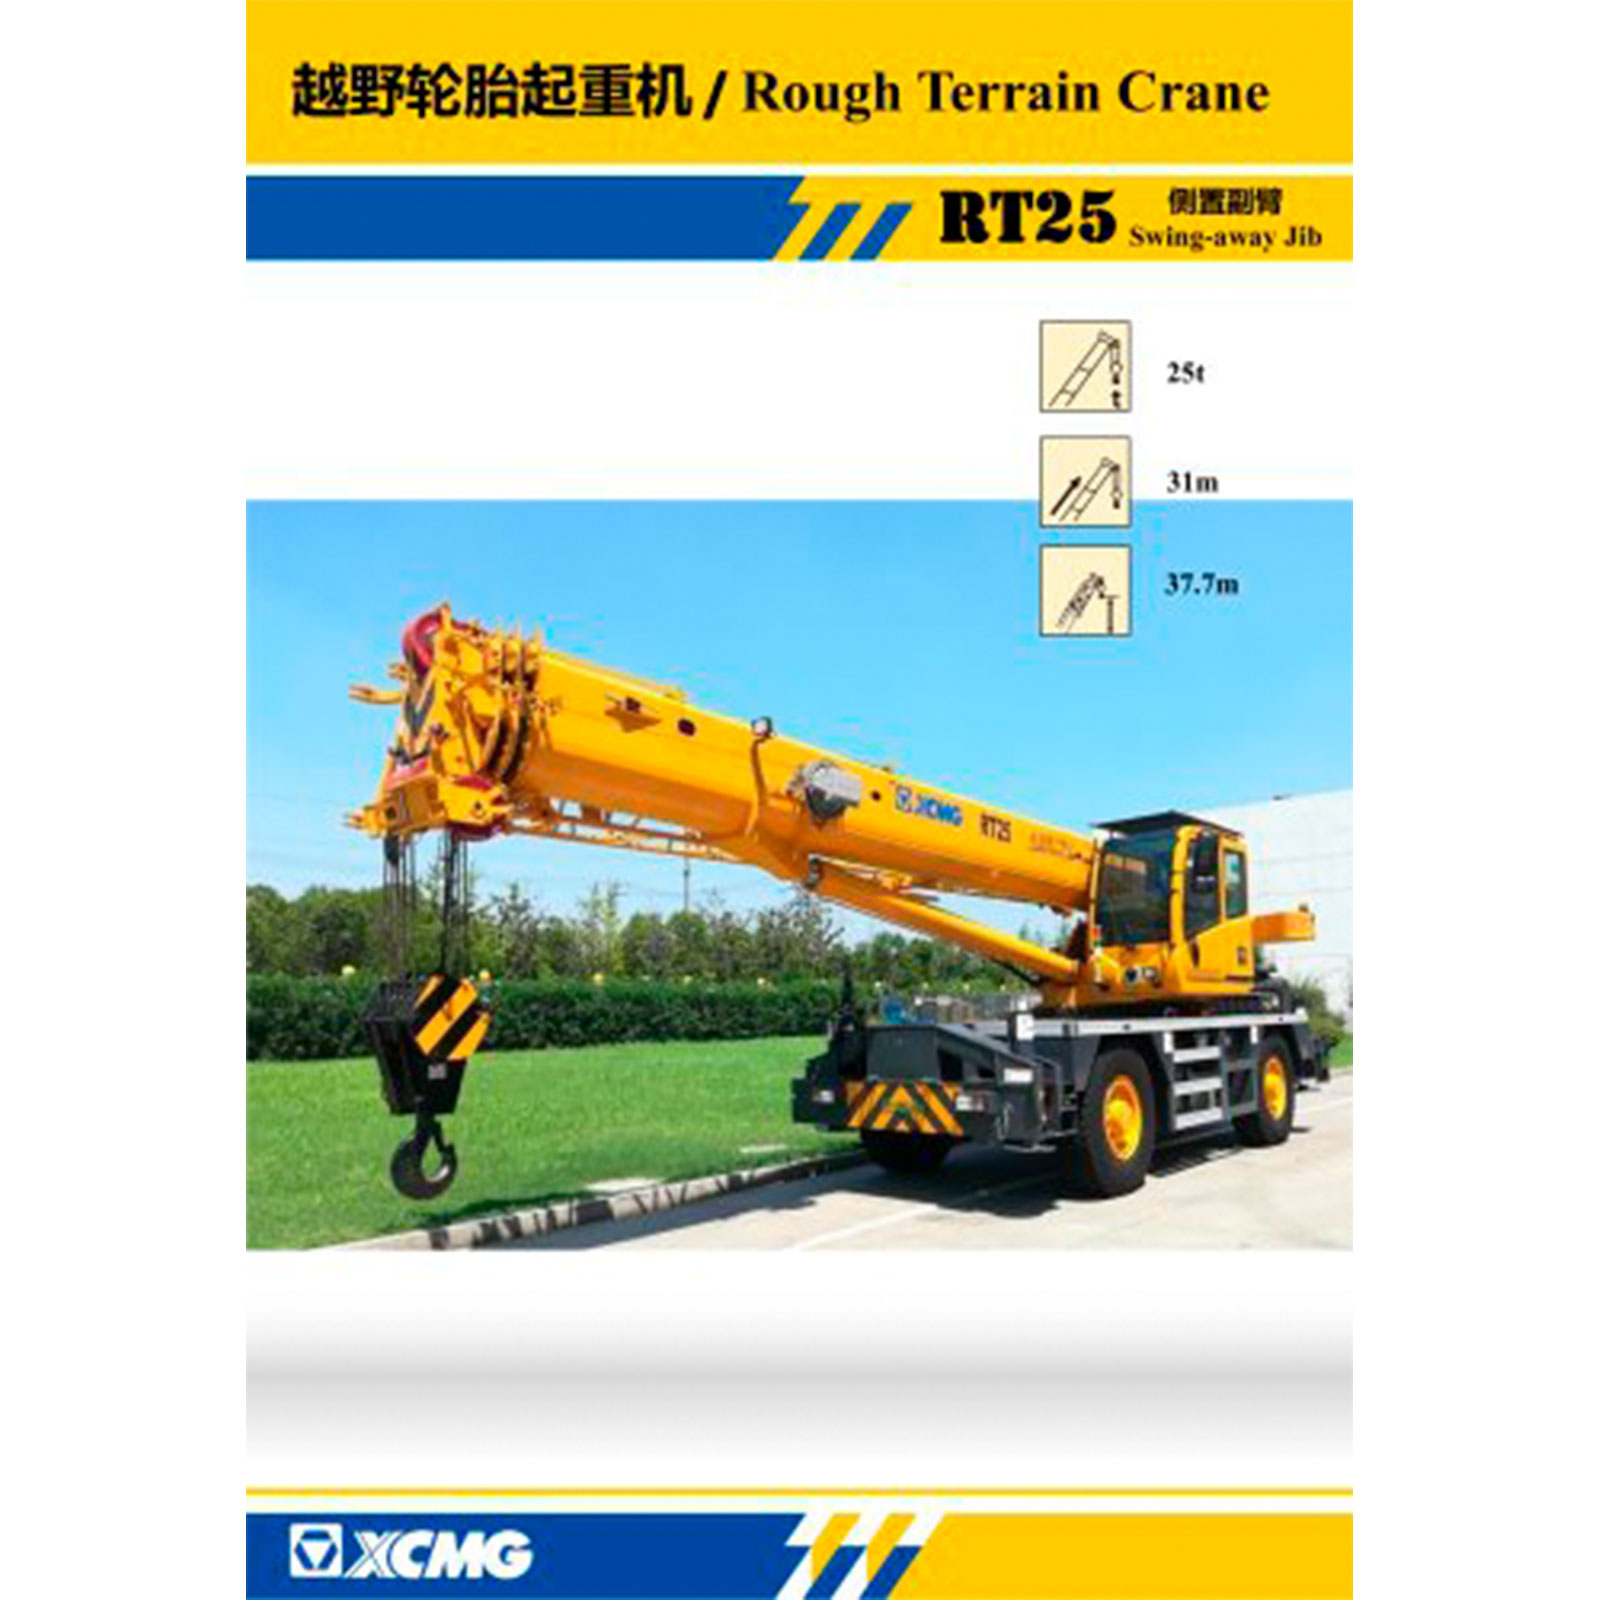 越野轮胎起重机 / Rough Terrain Crane
RT25
侧置副臂
Swing-away Jib
t
25t
31m
37.7m
XCMG RT25
XCMG